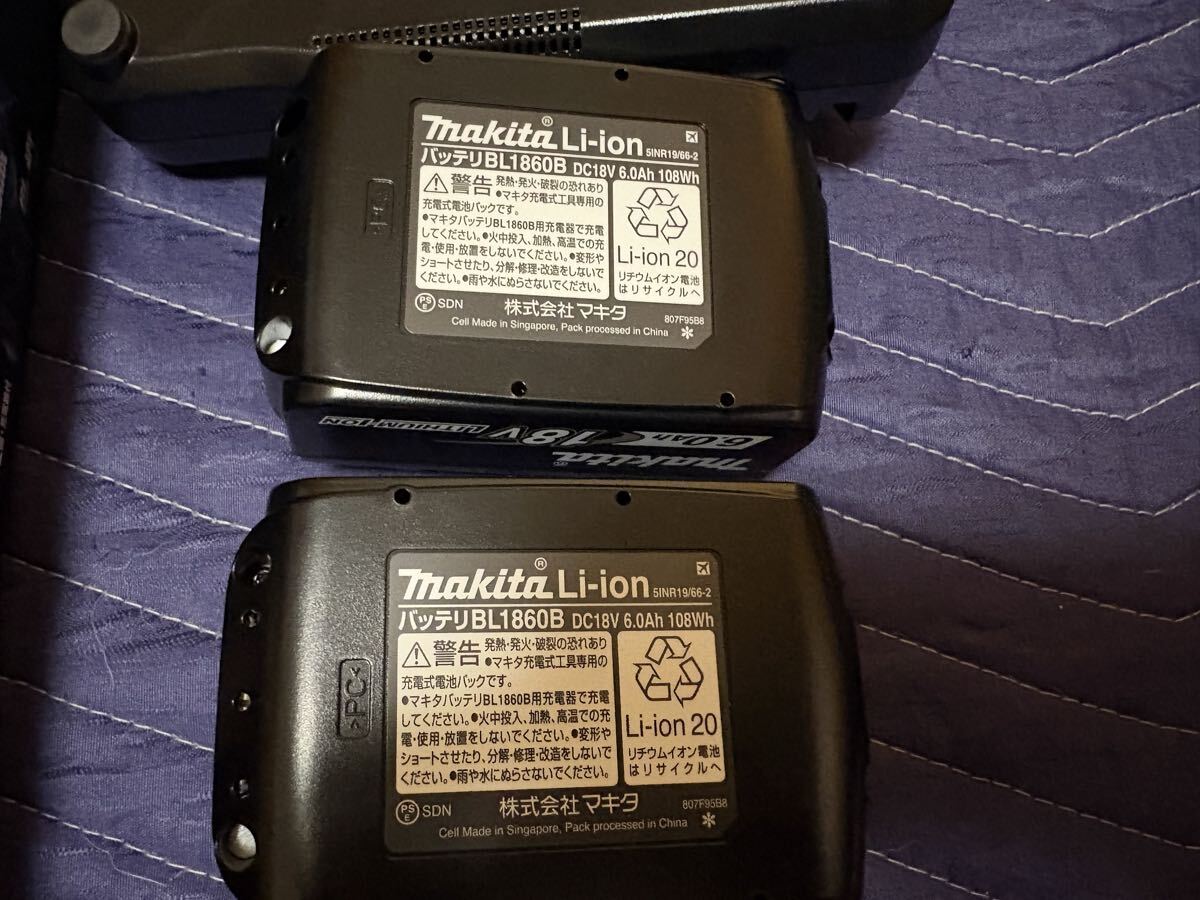 makita® Li-ion 5INR19/66-2
バッテリBL1860B DC18V 6.0Ah 108Wh
警告 発熱・発火・破裂の恐れあり
●マキタ充電式工具専用の
充電式電池パックです。
●マキタバッテリBL1860B用充電器で充電
してください。●火中投入、加熱、高温での充
電・使用・放置をしないでください。●変形や
ショートさせたり、分解・修理・改造をしないで
ください。●雨や水にぬらさないでください。
Li-ion 20
リチウムイオン電池
はリサイクルへ
PSE SDN 株式会社マキタ 807F95B8
Cell Made in Singapore, Pack processed in China ✻
makita®
18V
6.0Ah
LITHIUM-ION
makita® Li-ion 5INR19/66-2
バッテリBL1860B DC18V 6.0Ah 108Wh
警告 発熱・発火・破裂の恐れあり
●マキタ充電式工具専用の
充電式電池パックです。
●マキタバッテリBL1860B用充電器で充電
してください。●火中投入、加熱、高温での充
電・使用・放置をしないでください。●変形や
ショートさせたり、分解・修理・改造をしないで
ください。●雨や水にぬらさないでください。
Li-ion 20
リチウムイオン電池
はリサイクルへ
PSE SDN 株式会社マキタ 807F95B8
Cell Made in Singapore, Pack processed in China ✻
>PC<